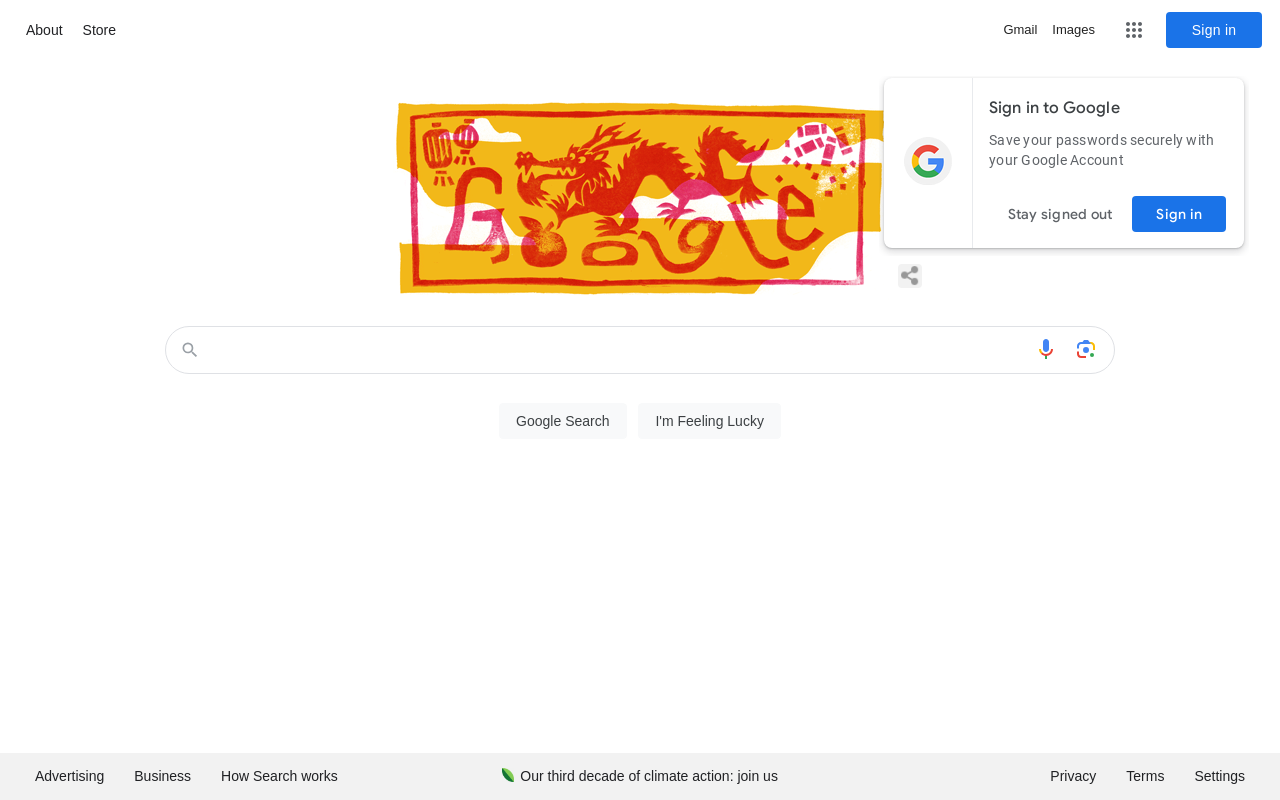 About Store
Gmail Images
Sign in
Google
Sign in to Google
Save your passwords securely with
your Google Account
Stay signed out
Sign in
Google Search
I'm Feeling Lucky
Advertising Business How Search works
Our third decade of climate action: join us
Privacy Terms Settings